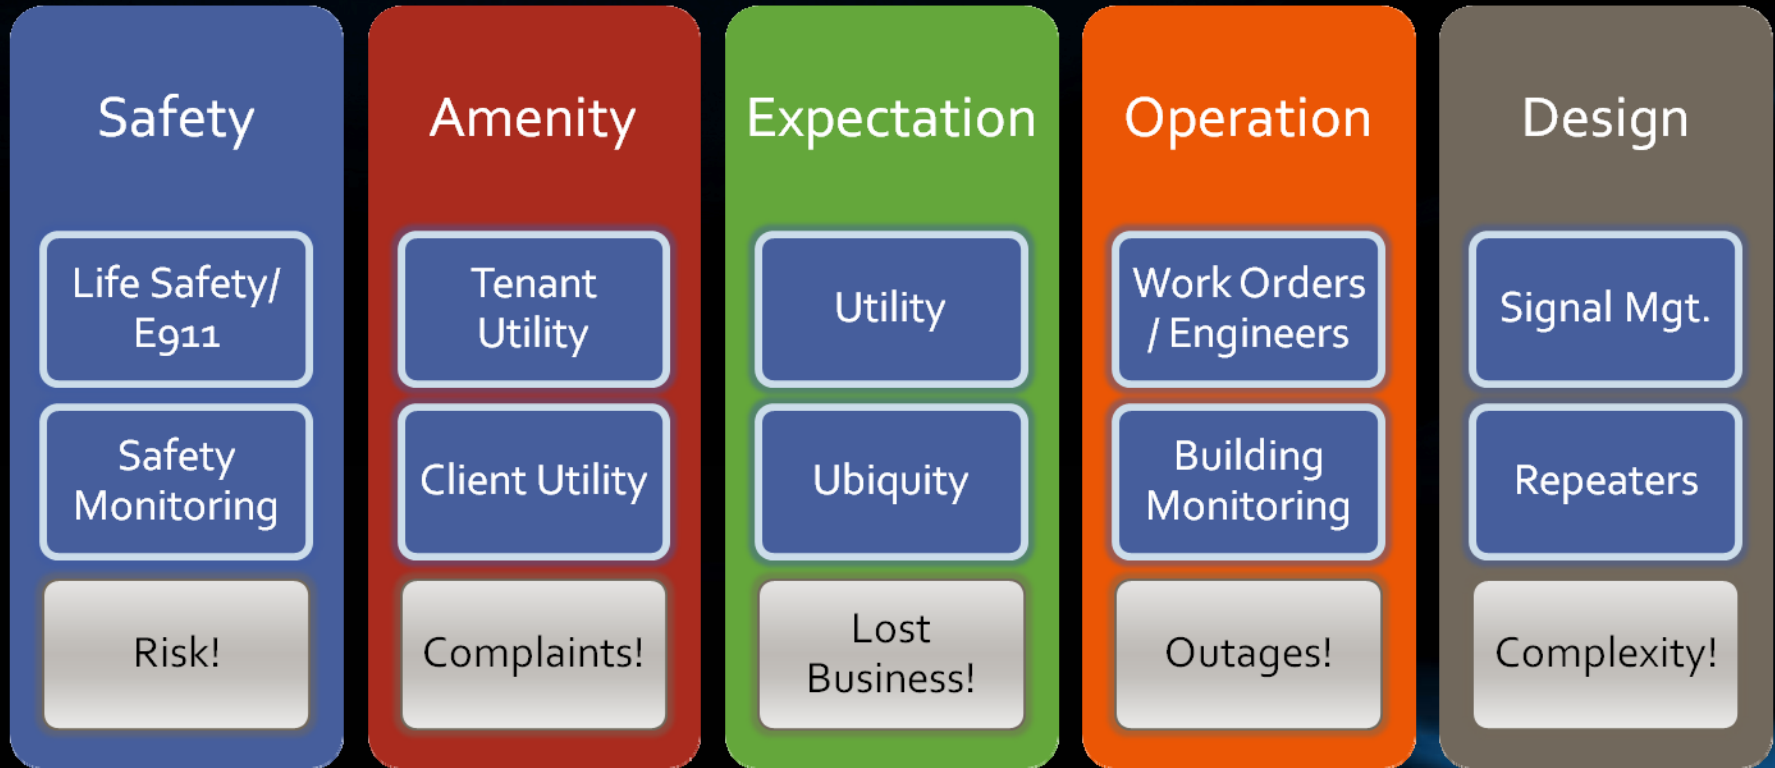 Safety
Life Safety/
E911
Safety
Monitoring
Risk!
Amenity
Tenant
Utility
Client Utility
Complaints!
Expectation
Utility
Ubiquity
Lost
Business!
Operation
Work Orders
/ Engineers
Building
Monitoring
Outages!
Design
Signal Mgt.
Repeaters
Complexity!